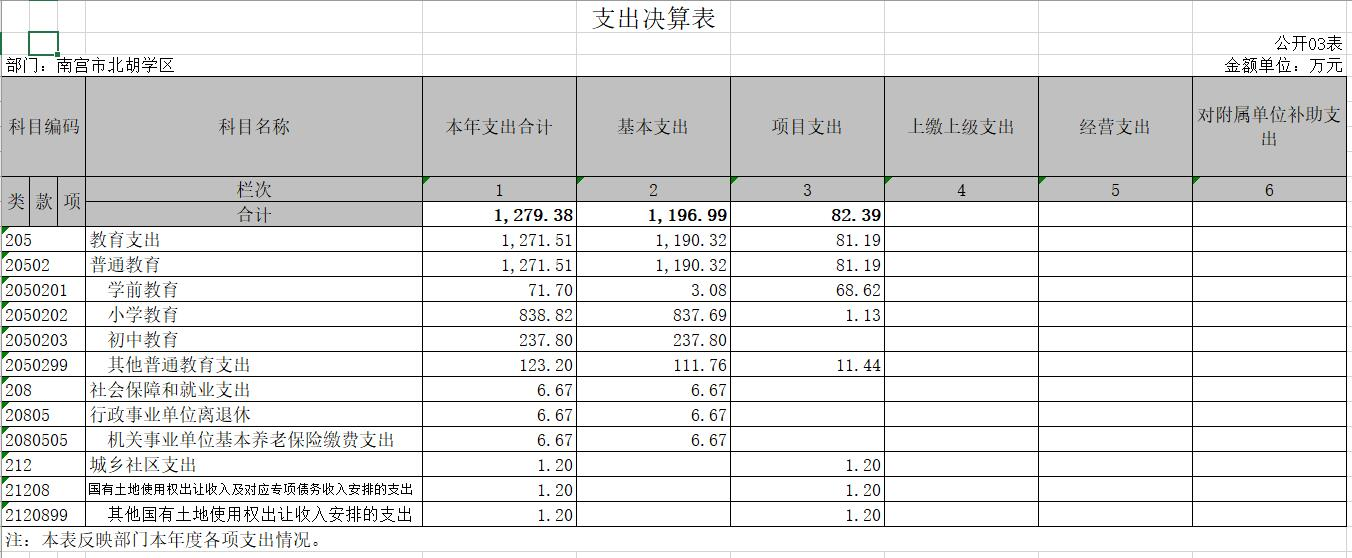 支出决算表
公开03表
部门：南宫市北胡学区 金额单位：万元
科目编码 科目名称 本年支出合计 基本支出 项目支出 上缴上级支出 经营支出 对附属单位补助支出
类 款 项 栏次 1 2 3 4 5 6
合计 1,279.38 1,196.99 82.39
205 教育支出 1,271.51 1,190.32 81.19
20502 普通教育 1,271.51 1,190.32 81.19
2050201 学前教育 71.70 3.08 68.62
2050202 小学教育 838.82 837.69 1.13
2050203 初中教育 237.80 237.80
2050299 其他普通教育支出 123.20 111.76 11.44
208 社会保障和就业支出 6.67 6.67
20805 行政事业单位离退休 6.67 6.67
2080505 机关事业单位基本养老保险缴费支出 6.67 6.67
212 城乡社区支出 1.20 1.20
21208 国有土地使用权出让收入及对应专项债务收入安排的支出 1.20 1.20
2120899 其他国有土地使用权出让收入安排的支出 1.20 1.20
注：本表反映部门本年度各项支出情况。